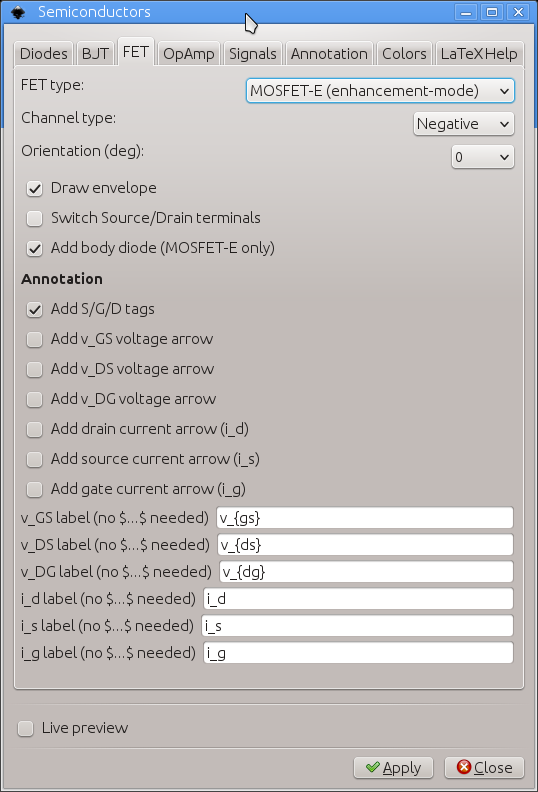 Semiconductors
Diodes BJT FET OpAmp Signals Annotation Colors LaTeXHelp
FET type: MOSFET-E (enhancement-mode)
Channel type: Negative
Orientation (deg): 0
Draw envelope
Switch Source/Drain terminals
Add body diode (MOSFET-E only)
Annotation
Add S/G/D tags
Add v_GS voltage arrow
Add v_DS voltage arrow
Add v_DG voltage arrow
Add drain current arrow (i_d)
Add source current arrow (i_s)
Add gate current arrow (i_g)
v_GS label (no $...$ needed) v_{gs}
v_DS label (no $...$ needed) v_{ds}
v_DG label (no $...$ needed) v_{dg}
i_d label (no $...$ needed) i_d
i_s label (no $...$ needed) i_s
i_g label (no $...$ needed) i_g
Live preview
Apply Close